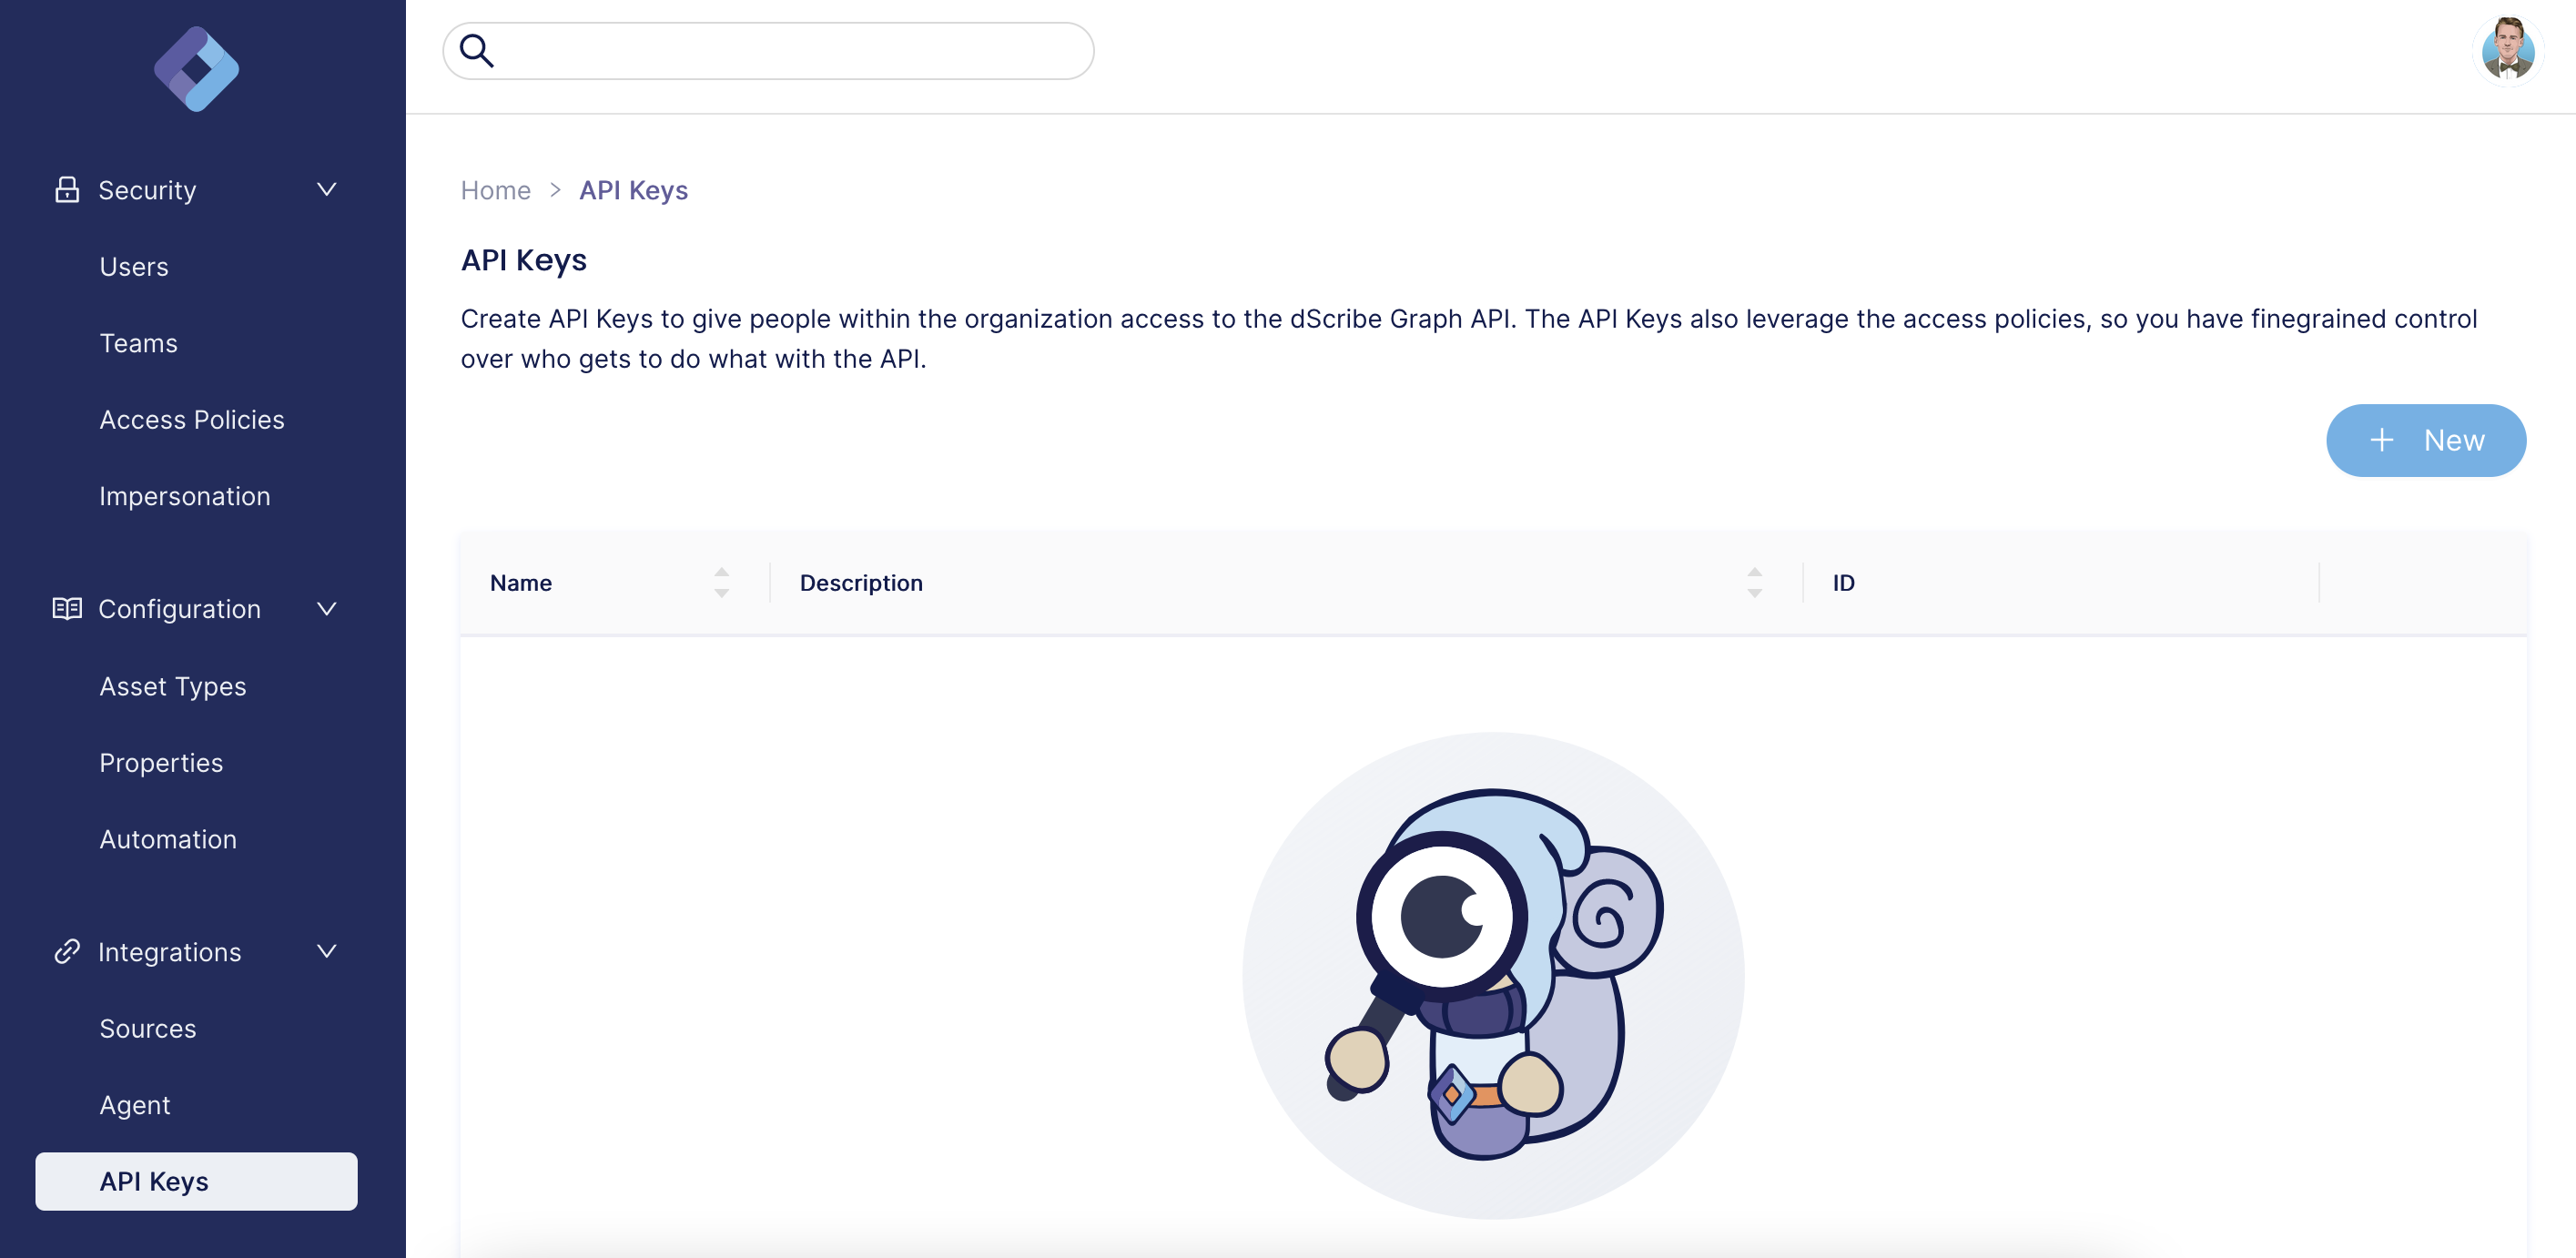 Security
Users
Teams
Access Policies
Impersonation
Configuration
Asset Types
Properties
Automation
Integrations
Sources
Agent
API Keys
Home > API Keys
API Keys
Create API Keys to give people within the organization access to the dScribe Graph API. The API Keys also leverage the access policies, so you have finegrained control
over who gets to do what with the API.
+ New
Name Description ID